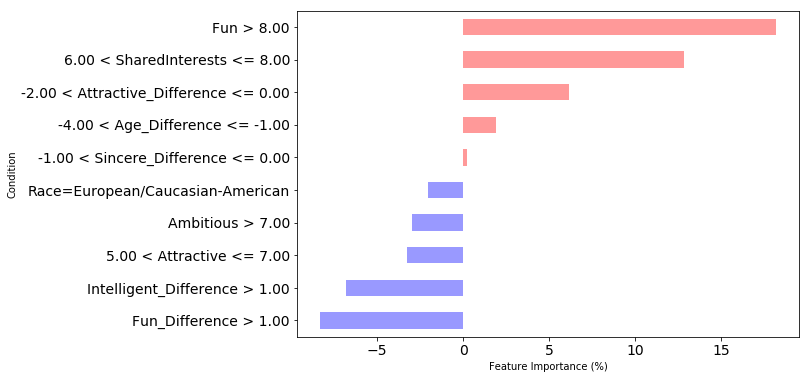 Fun > 8.00
6.00 < SharedInterests <= 8.00
-2.00 < Attractive_Difference <= 0.00
-4.00 < Age_Difference <= -1.00
-1.00 < Sincere_Difference <= 0.00
Race=European/Caucasian-American
Ambitious > 7.00
5.00 < Attractive <= 7.00
Intelligent_Difference > 1.00
Fun_Difference > 1.00
Condition
−5 0 5 10 15
Feature Importance (%)